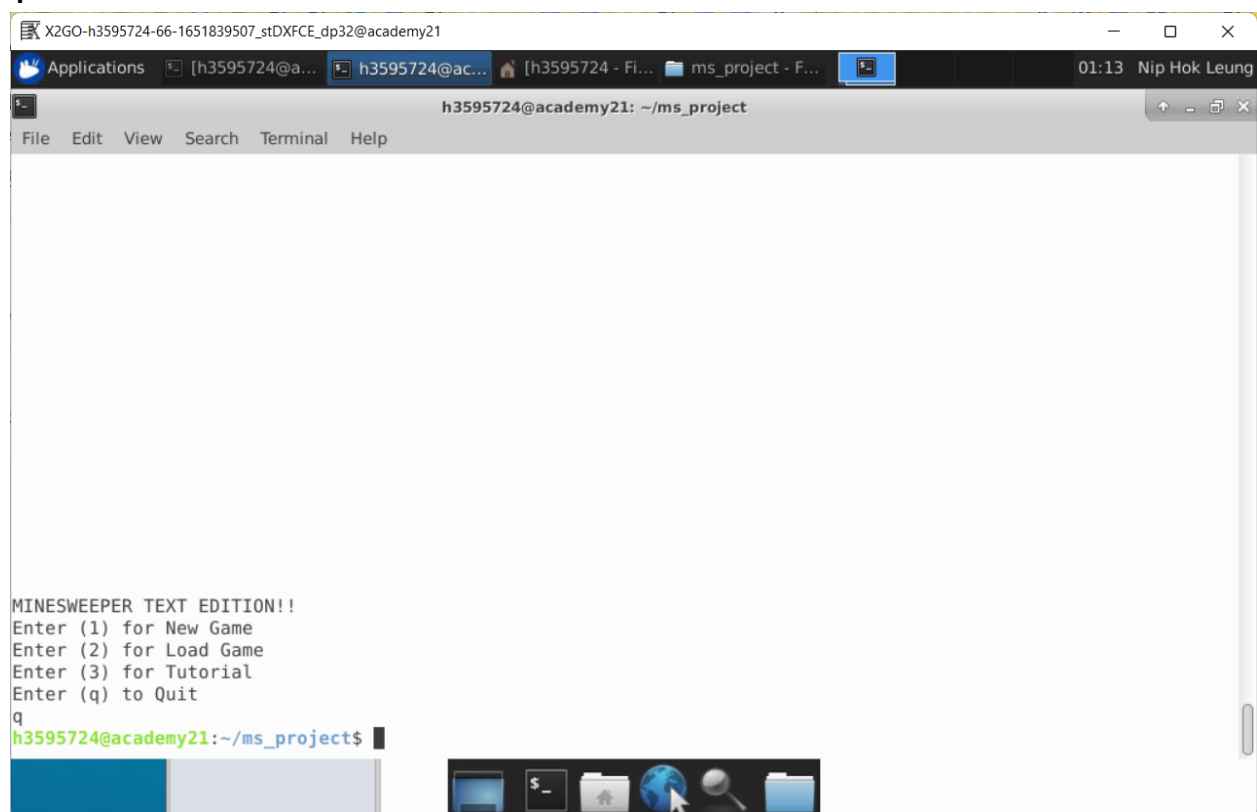 X2GO-h3595724-66-1651839507_stDXFCE_dp32@academy21
Applications [h3595724@a... h3595724@ac... [h3595724 - Fi... ms_project - F... 01:13 Nip Hok Leung
h3595724@academy21: ~/ms_project
File Edit View Search Terminal Help
MINESWEEPER TEXT EDITION!!
Enter (1) for New Game
Enter (2) for Load Game
Enter (3) for Tutorial
Enter (q) to Quit
q
h3595724@academy21:~/ms_project$